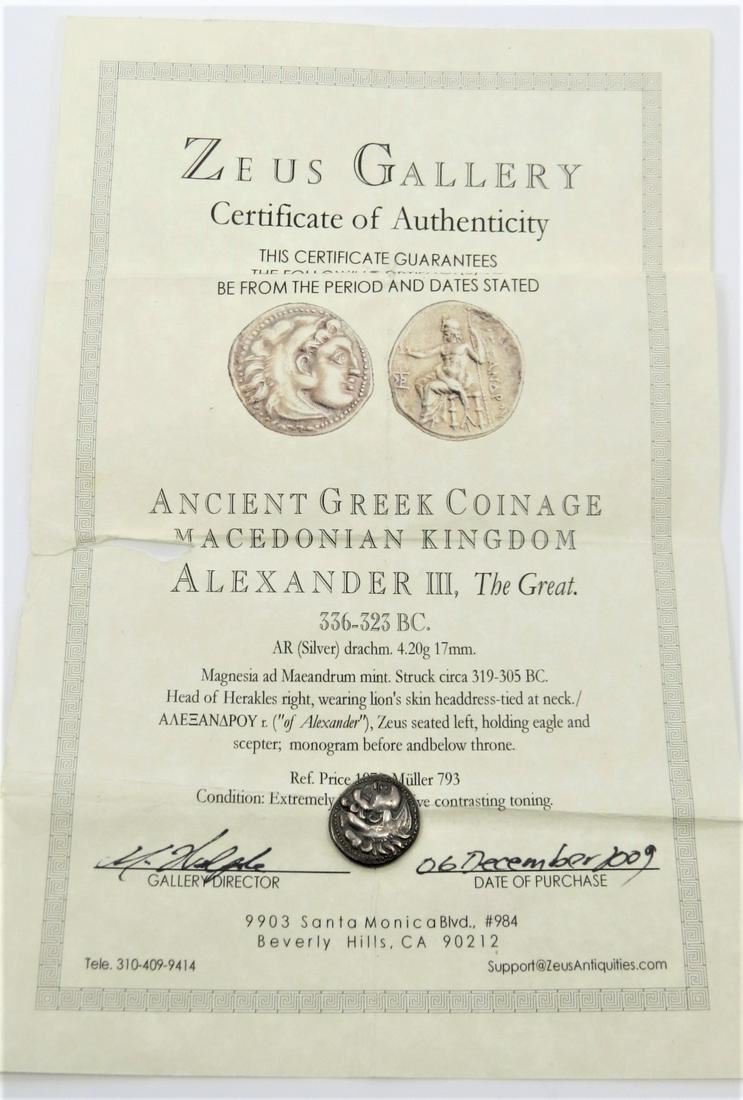 ZEUS GALLERY
Certificate of Authenticity
THIS CERTIFICATE GUARANTEES
BE FROM THE PERIOD AND DATES STATED
ANCIENT GREEK COINAGE
MACEDONIAN KINGDOM
ALEXANDER III, The Great.
336-323 BC.
AR (Silver) drachm. 4.20g 17mm.
Magnesia ad Maeandrum mint. Struck circa 319-305 BC.
Head of Herakles right, wearing lion's skin headdress-tied at neck./
ΑΛΕΞΑΝΔΡΟΥ r. ("of Alexander"), Zeus seated left, holding eagle and
scepter; monogram before andbelow throne.
Ref. Price Müller 793
Condition: Extremely contrasting toning.
06 December 2009
GALLERY DIRECTOR
DATE OF PURCHASE
9903 Santa Monica Blvd., #984
Beverly Hills, CA 90212
Tele. 310-409-9414
Support@ZeusAntiquities.com